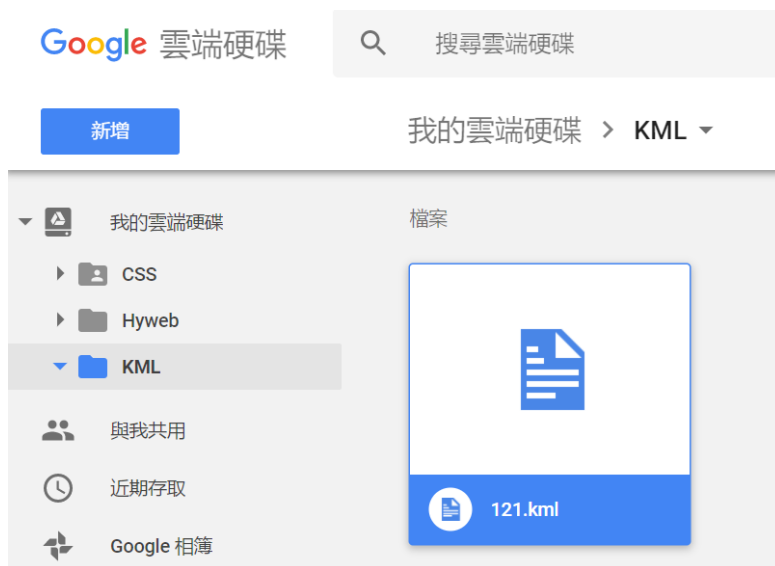 Google 雲端硬碟
搜尋雲端硬碟
新增
我的雲端硬碟 > KML
我的雲端硬碟
CSS
Hyweb
KML
與我共用
近期存取
Google 相簿
檔案
121.kml